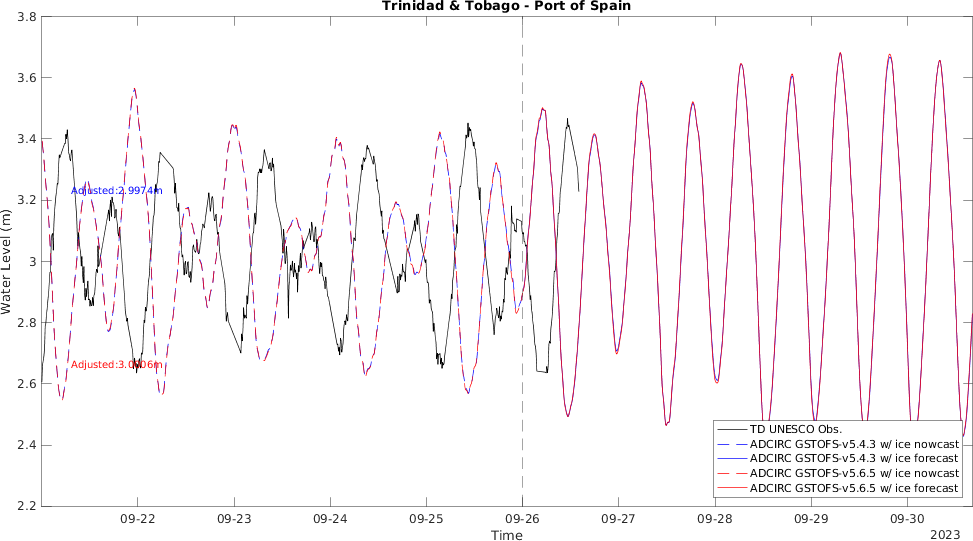 Trinidad & Tobago - Port of Spain
3.8
3.6
3.4
3.2
3
2.8
2.6
2.4
2.2
Water Level (m)
Adjusted:2.9974m
TD UNESCO Obs.
ADCIRC GSTOFS-v5.4.3 w/ ice nowcast
ADCIRC GSTOFS-v5.4.3 w/ ice forecast
ADCIRC GSTOFS-v5.6.5 w/ ice nowcast
ADCIRC GSTOFS-v5.6.5 w/ ice forecast
09-22 09-23 09-24 09-25 09-26 09-27 09-28 09-29 09-30
Time
2023